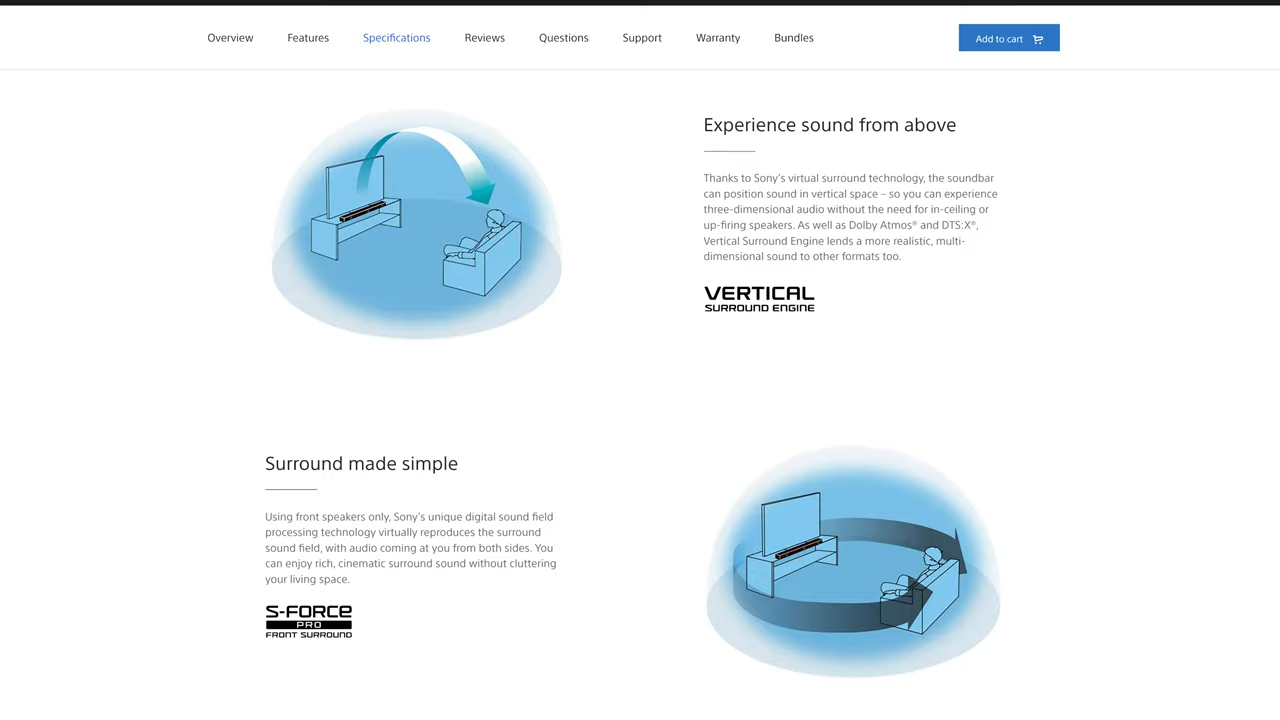 Overview Features Specifications Reviews Questions Support Warranty Bundles Add to cart
Experience sound from above
Thanks to Sony's virtual surround technology, the soundbar
can position sound in vertical space – so you can experience
three-dimensional audio without the need for in-ceiling or
up-firing speakers. As well as Dolby Atmos® and DTS:X®,
Vertical Surround Engine lends a more realistic, multi-
dimensional sound to other formats too.
VERTICAL
SURROUND ENGINE
Surround made simple
Using front speakers only, Sony's unique digital sound field
processing technology virtually reproduces the surround
sound field, with audio coming at you from both sides. You
can enjoy rich, cinematic surround sound without cluttering
your living space.
S-FORCE
PRO
FRONT SURROUND